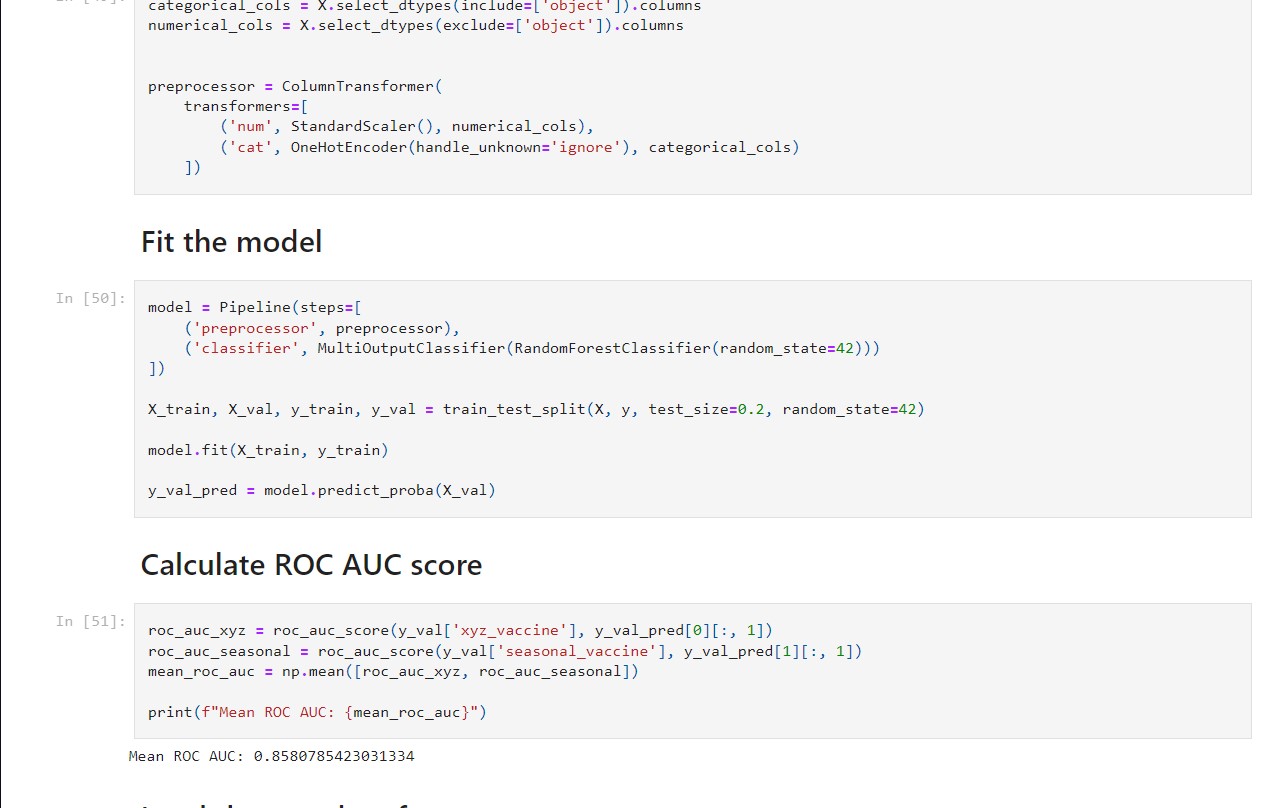 categorical_cols = X.select_dtypes(include=['object']).columns
numerical_cols = X.select_dtypes(exclude=['object']).columns
preprocessor = ColumnTransformer(
    transformers=[
        ('num', StandardScaler(), numerical_cols),
        ('cat', OneHotEncoder(handle_unknown='ignore'), categorical_cols)
    ])
Fit the model
In [50]:
model = Pipeline(steps=[
    ('preprocessor', preprocessor),
    ('classifier', MultiOutputClassifier(RandomForestClassifier(random_state=42)))
])
X_train, X_val, y_train, y_val = train_test_split(X, y, test_size=0.2, random_state=42)
model.fit(X_train, y_train)
y_val_pred = model.predict_proba(X_val)
Calculate ROC AUC score
In [51]:
roc_auc_xyz = roc_auc_score(y_val['xyz_vaccine'], y_val_pred[0][:, 1])
roc_auc_seasonal = roc_auc_score(y_val['seasonal_vaccine'], y_val_pred[1][:, 1])
mean_roc_auc = np.mean([roc_auc_xyz, roc_auc_seasonal])
print(f"Mean ROC AUC: {mean_roc_auc}")
Mean ROC AUC: 0.8580785423031334